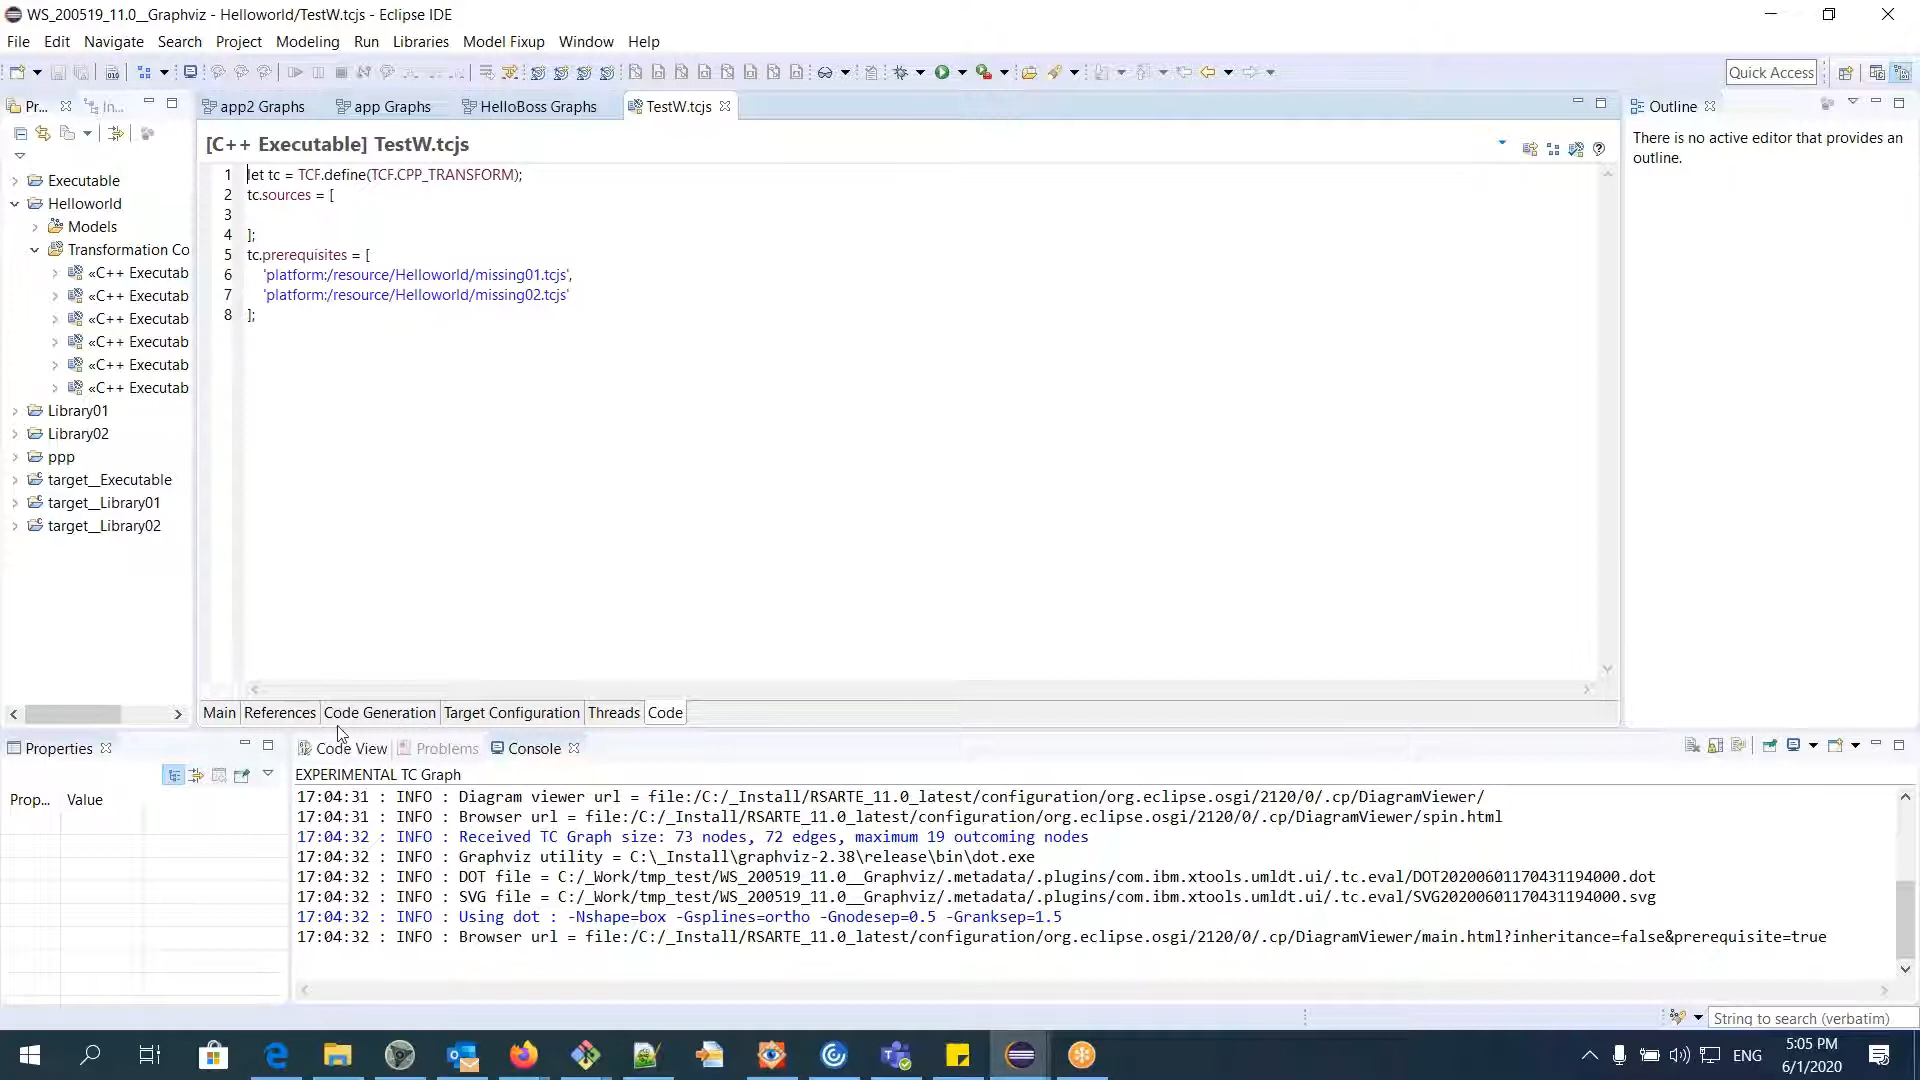 WS_200519_11.0__Graphviz - Helloworld/TestW.tcjs - Eclipse IDE
File Edit Navigate Search Project Modeling Run Libraries Model Fixup Window Help
Quick Access
Pr...
In...
app2 Graphs
app Graphs
HelloBoss Graphs
TestW.tcjs
Outline
There is no active editor that provides an
outline.
[C++ Executable] TestW.tcjs
Executable
Helloworld
Models
Transformation Co
«C++ Executab
«C++ Executab
«C++ Executab
«C++ Executab
«C++ Executab
«C++ Executab
Library01
Library02
ppp
target__Executable
target__Library01
target__Library02
1 let tc = TCF.define(TCF.CPP_TRANSFORM);
2 tc.sources = [
3
4 ];
5 tc.prerequisites = [
6 'platform:/resource/Helloworld/missing01.tcjs',
7 'platform:/resource/Helloworld/missing02.tcjs'
8 ];
Main References Code Generation Target Configuration Threads Code
Properties
Prop... Value
Code View Problems Console
EXPERIMENTAL TC Graph
17:04:31 : INFO : Diagram viewer url = file:/C:/_Install/RSARTE_11.0_latest/configuration/org.eclipse.osgi/2120/0/.cp/DiagramViewer/
17:04:31 : INFO : Browser url = file:/C:/_Install/RSARTE_11.0_latest/configuration/org.eclipse.osgi/2120/0/.cp/DiagramViewer/spin.html
17:04:32 : INFO : Received TC Graph size: 73 nodes, 72 edges, maximum 19 outcoming nodes
17:04:32 : INFO : Graphviz utility = C:\_Install\graphviz-2.38\release\bin\dot.exe
17:04:32 : INFO : DOT file = C:/_Work/tmp_test/WS_200519_11.0__Graphviz/.metadata/.plugins/com.ibm.xtools.umldt.ui/.tc.eval/DOT20200601170431194000.dot
17:04:32 : INFO : SVG file = C:/_Work/tmp_test/WS_200519_11.0__Graphviz/.metadata/.plugins/com.ibm.xtools.umldt.ui/.tc.eval/SVG20200601170431194000.svg
17:04:32 : INFO : Using dot : -Nshape=box -Gsplines=ortho -Gnodesep=0.5 -Granksep=1.5
17:04:32 : INFO : Browser url = file:/C:/_Install/RSARTE_11.0_latest/configuration/org.eclipse.osgi/2120/0/.cp/DiagramViewer/main.html?inheritance=false&prerequisite=true
String to search (verbatim)
ENG
5:05 PM
6/1/2020